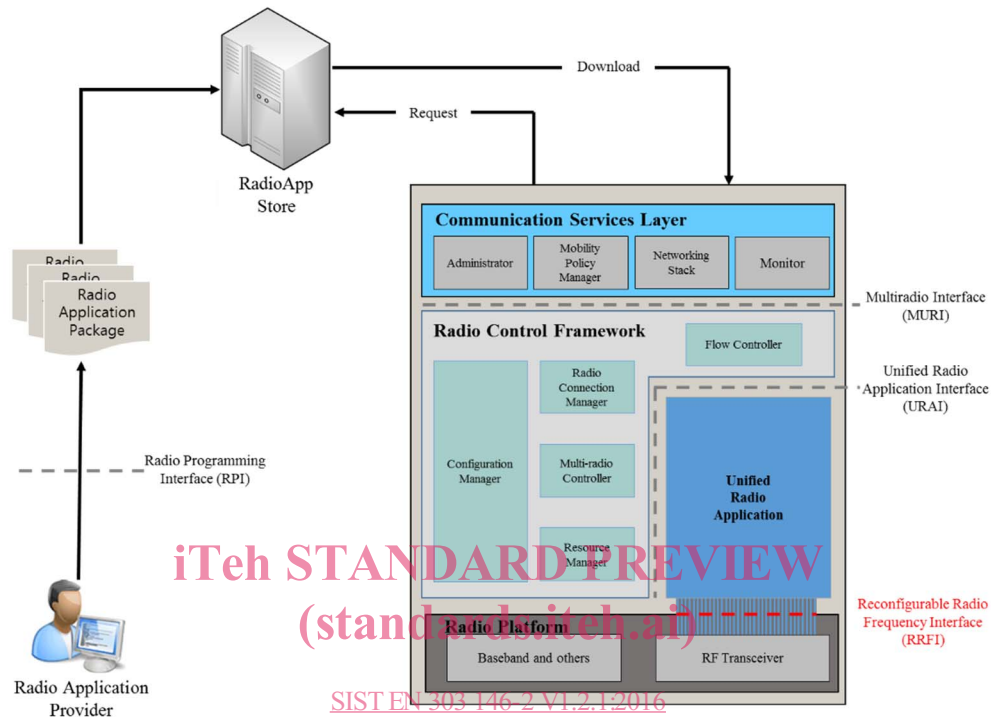 Download
Request
RadioApp
Store
Communication Services Layer
Administrator
Mobility
Policy
Manager
Networking
Stack
Monitor
Multiradio Interface
(MURI)
Radio Control Framework
Flow Controller
Radio
Connection
Manager
Unified Radio
Application Interface
(URAI)
Radio
Radio
Radio
Application
Package
Radio Programming
Interface (RPI)
Configuration
Manager
Multi-radio
Controller
Unified
Radio
Application
Resource
Manager
iTeh STANDARD PREVIEW
(standards.iteh.ai)
Reconfigurable Radio
Frequency Interface
(RRFI)
Radio Platform
Baseband and others
RF Transceiver
Radio Application
Provider
SIST EN 303 146-2 V1.2.1:2016